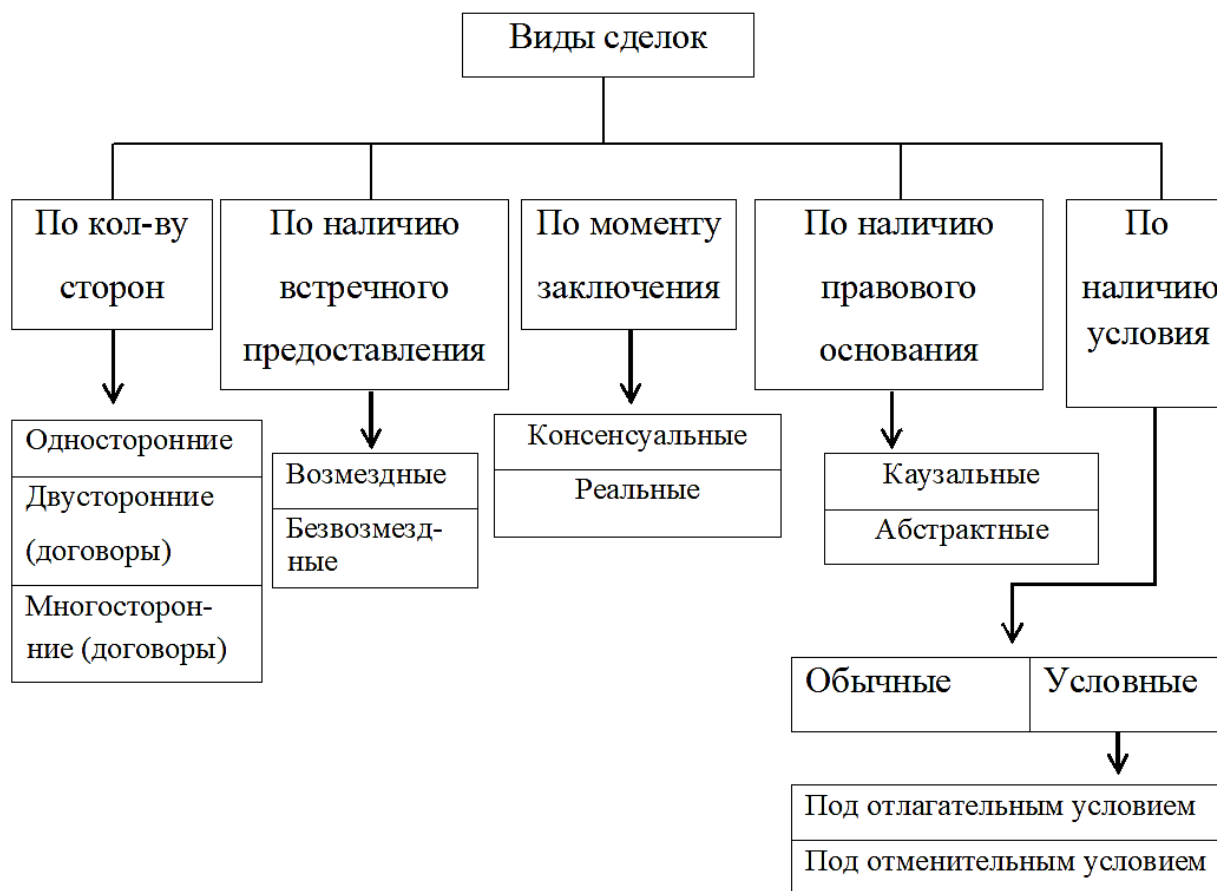 Виды сделок
По кол-ву
сторон
По наличию
встречного
предоставления
По моменту
заключения
По наличию
правового
основания
По
наличию
условия
Односторонние
Двусторонние
(договоры)
Многосторон-
ние (договоры)
Возмездные
Безвозмезд-
ные
Консенсуальные
Реальные
Каузальные
Абстрактные
Обычные
Условные
Под отлагательным условием
Под отменительным условием